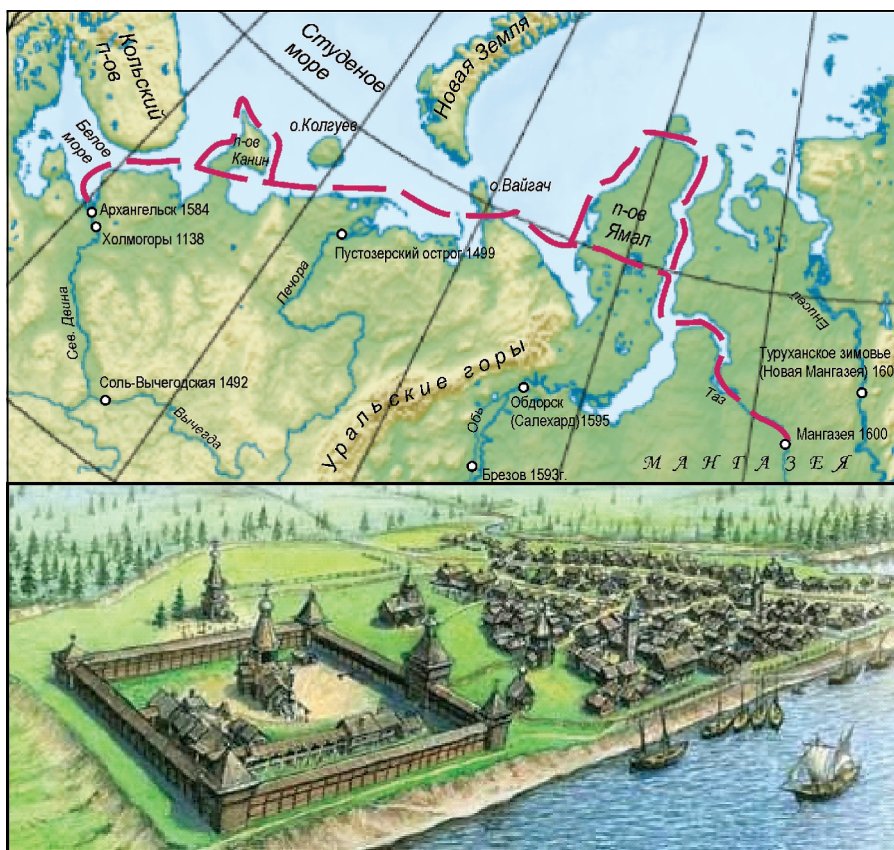 Кольский
п-ов
Студеное
море
Новая Земля
Белое
море
п-ов
Канин
о.Колгуев
о.Вайгач
п-ов
Ямал
Архангельск 1584
Холмогоры 1138
Пустозерский острог 1499
Печора
Сев. Двина
Енисей
Туруханское зимовье
(Новая Мангазея) 160
Уральские горы
Соль-Вычегодская 1492
Вычегда
Обдорск
(Салехард)1595
Обь
Таз
Мангазея 1600
МАНГАЗЕЯ
Брезов 1593г.